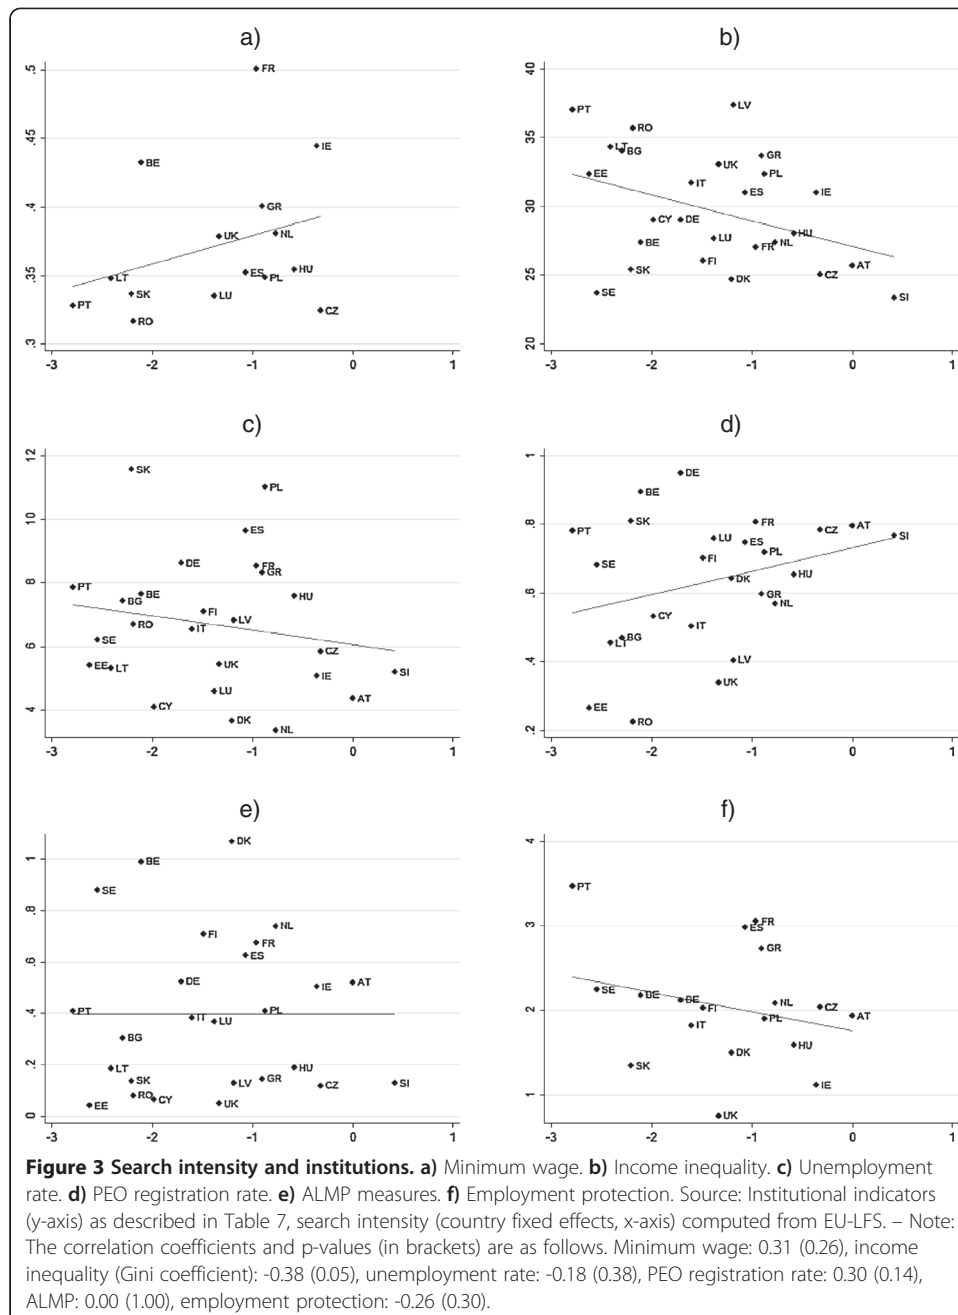 a)
.5
.45
.4
.35
.3
FR
IE
BE
GR
UK
NL
LT
ES
HU
PL
SK
LU
PT
RO
CZ
-3 -2 -1 0 1
b)
40
35
30
25
20
LV
PT
RO
LT
BG
GR
UK
EE
PL
IT
ES
IE
CY
DE
HU
LU
BE
NL
FR
FI
AT
SK
CZ
DK
SE
SI
-3 -2 -1 0 1
c)
12
10
8
6
4
SK
PL
ES
DE
FR
GR
PT
BE
HU
BG
FI
LV
RO
IT
SE
CZ
EE
LT
UK
SI
IE
LU
AT
CY
DK
NL
-3 -2 -1 0 1
d)
1
.8
.6
.4
.2
DE
BE
SK
FR
AT
PT
CZ
SI
LU
ES
PL
FI
SE
HU
DK
GR
NL
CY
IT
BG
LT
LV
UK
EE
RO
-3 -2 -1 0 1
e)
1
.8
.6
.4
.2
0
DK
BE
SE
NL
FI
FR
ES
DE
AT
IE
PT
PL
IT
LU
BG
LT
HU
GR
SK
LV
CZ
SI
RO
CY
UK
EE
-3 -2 -1 0 1
f)
4
3
2
1
PT
FR
ES
GR
SE
BE
DE
NL
FI
CZ
PL
AT
IT
HU
DK
SK
IE
UK
-3 -2 -1 0 1
Figure 3 Search intensity and institutions. a) Minimum wage. b) Income inequality. c) Unemployment
rate. d) PEO registration rate. e) ALMP measures. f) Employment protection. Source: Institutional indicators
(y-axis) as described in Table 7, search intensity (country fixed effects, x-axis) computed from EU-LFS. – Note:
The correlation coefficients and p-values (in brackets) are as follows. Minimum wage: 0.31 (0.26), income
inequality (Gini coefficient): -0.38 (0.05), unemployment rate: -0.18 (0.38), PEO registration rate: 0.30 (0.14),
ALMP: 0.00 (1.00), employment protection: -0.26 (0.30).